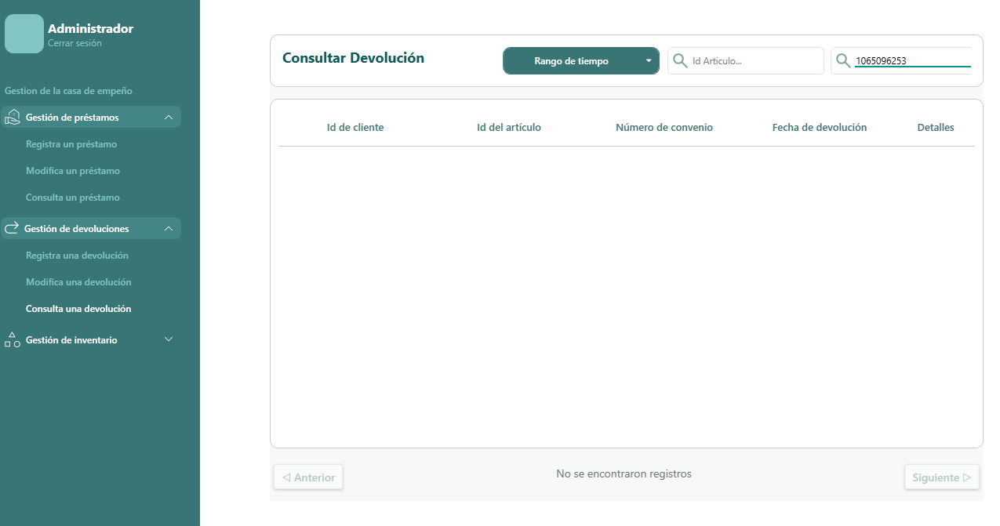 Administrador
Cerrar sesión
Gestion de la casa de empeño
Gestión de préstamos
Registra un préstamo
Modifica un préstamo
Consulta un préstamo
Gestión de devoluciones
Registra una devolución
Modifica una devolución
Consulta una devolución
Gestión de inventario
Consultar Devolución
Rango de tiempo
Id Articulo...
1065096253
Id de cliente
Id del artículo
Número de convenio
Fecha de devolución
Detalles
Anterior
No se encontraron registros
Siguiente